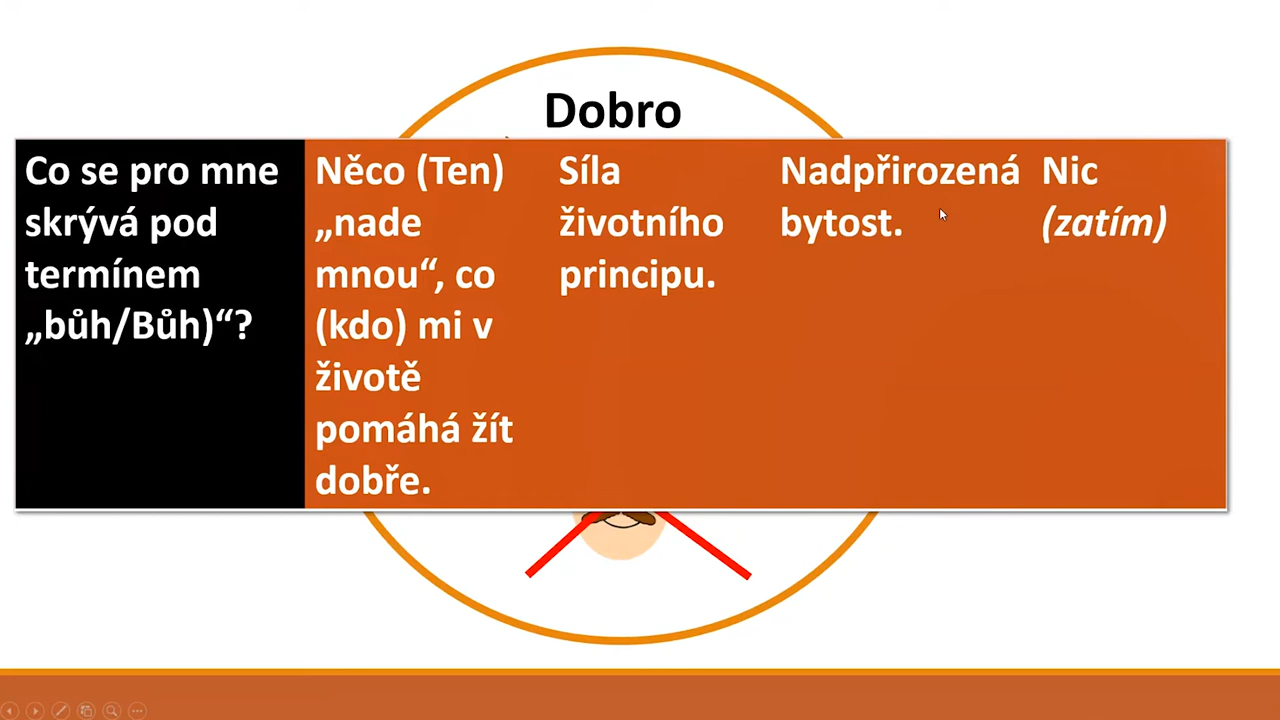 Dobro
Co se pro mne
skrývá pod
termínem
„bůh/Bůh)“?
Něco (Ten)
„nade
mnou“, co
(kdo) mi v
životě
pomáhá žít
dobře.
Síla
životního
principu.
Nadpřirozená
bytost.
Nic
(zatím)